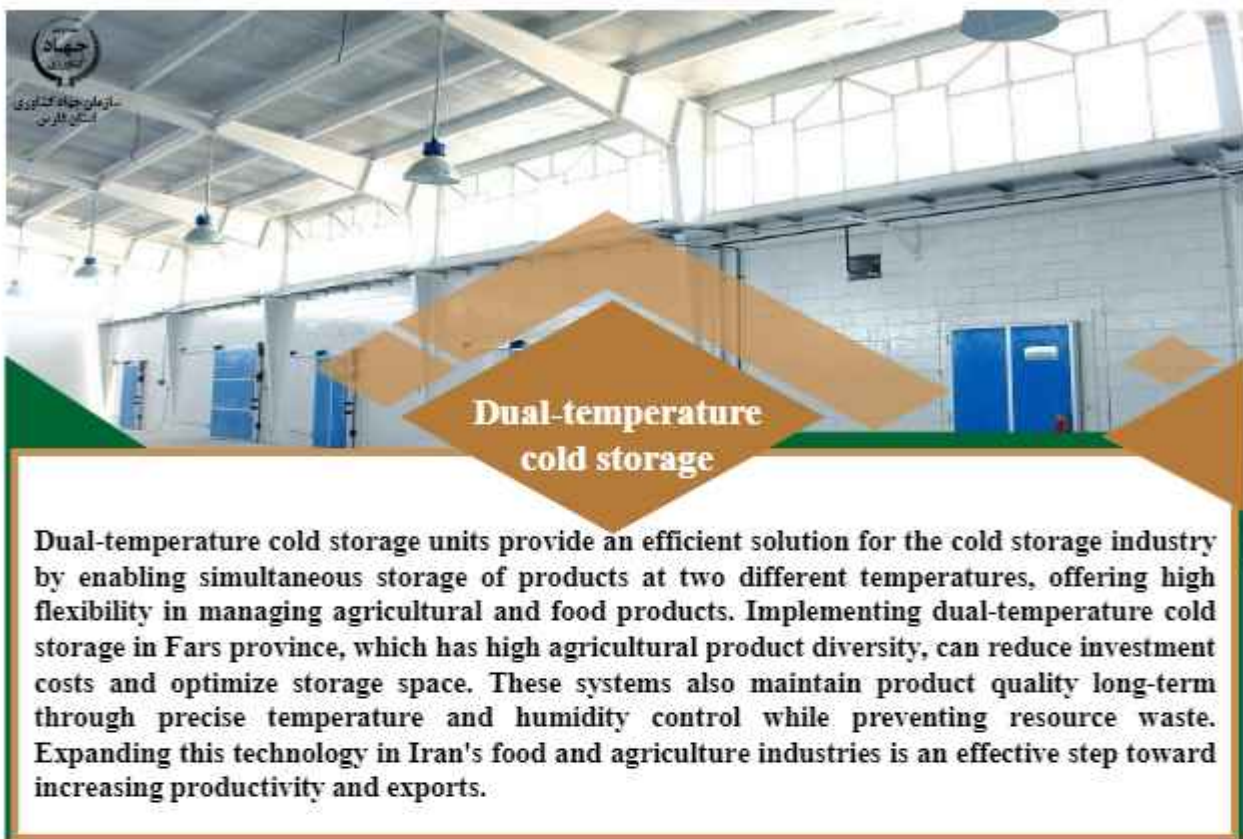 جهاد
کشاورزی
سازمان جهاد کشاورزی
استان فارس
Dual-temperature
cold storage
Dual-temperature cold storage units provide an efficient solution for the cold storage industry
by enabling simultaneous storage of products at two different temperatures, offering high
flexibility in managing agricultural and food products. Implementing dual-temperature cold
storage in Fars province, which has high agricultural product diversity, can reduce investment
costs and optimize storage space. These systems also maintain product quality long-term
through precise temperature and humidity control while preventing resource waste.
Expanding this technology in Iran's food and agriculture industries is an effective step toward
increasing productivity and exports.